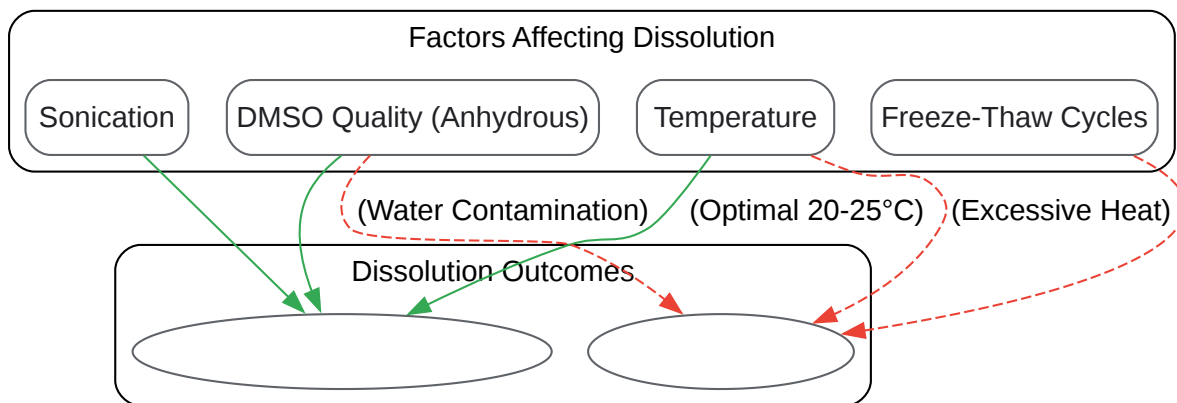 Factors Affecting Dissolution
Sonication
DMSO Quality (Anhydrous)
Temperature
Freeze-Thaw Cycles
(Water Contamination)
(Optimal 20-25°C)
(Excessive Heat)
Dissolution Outcomes